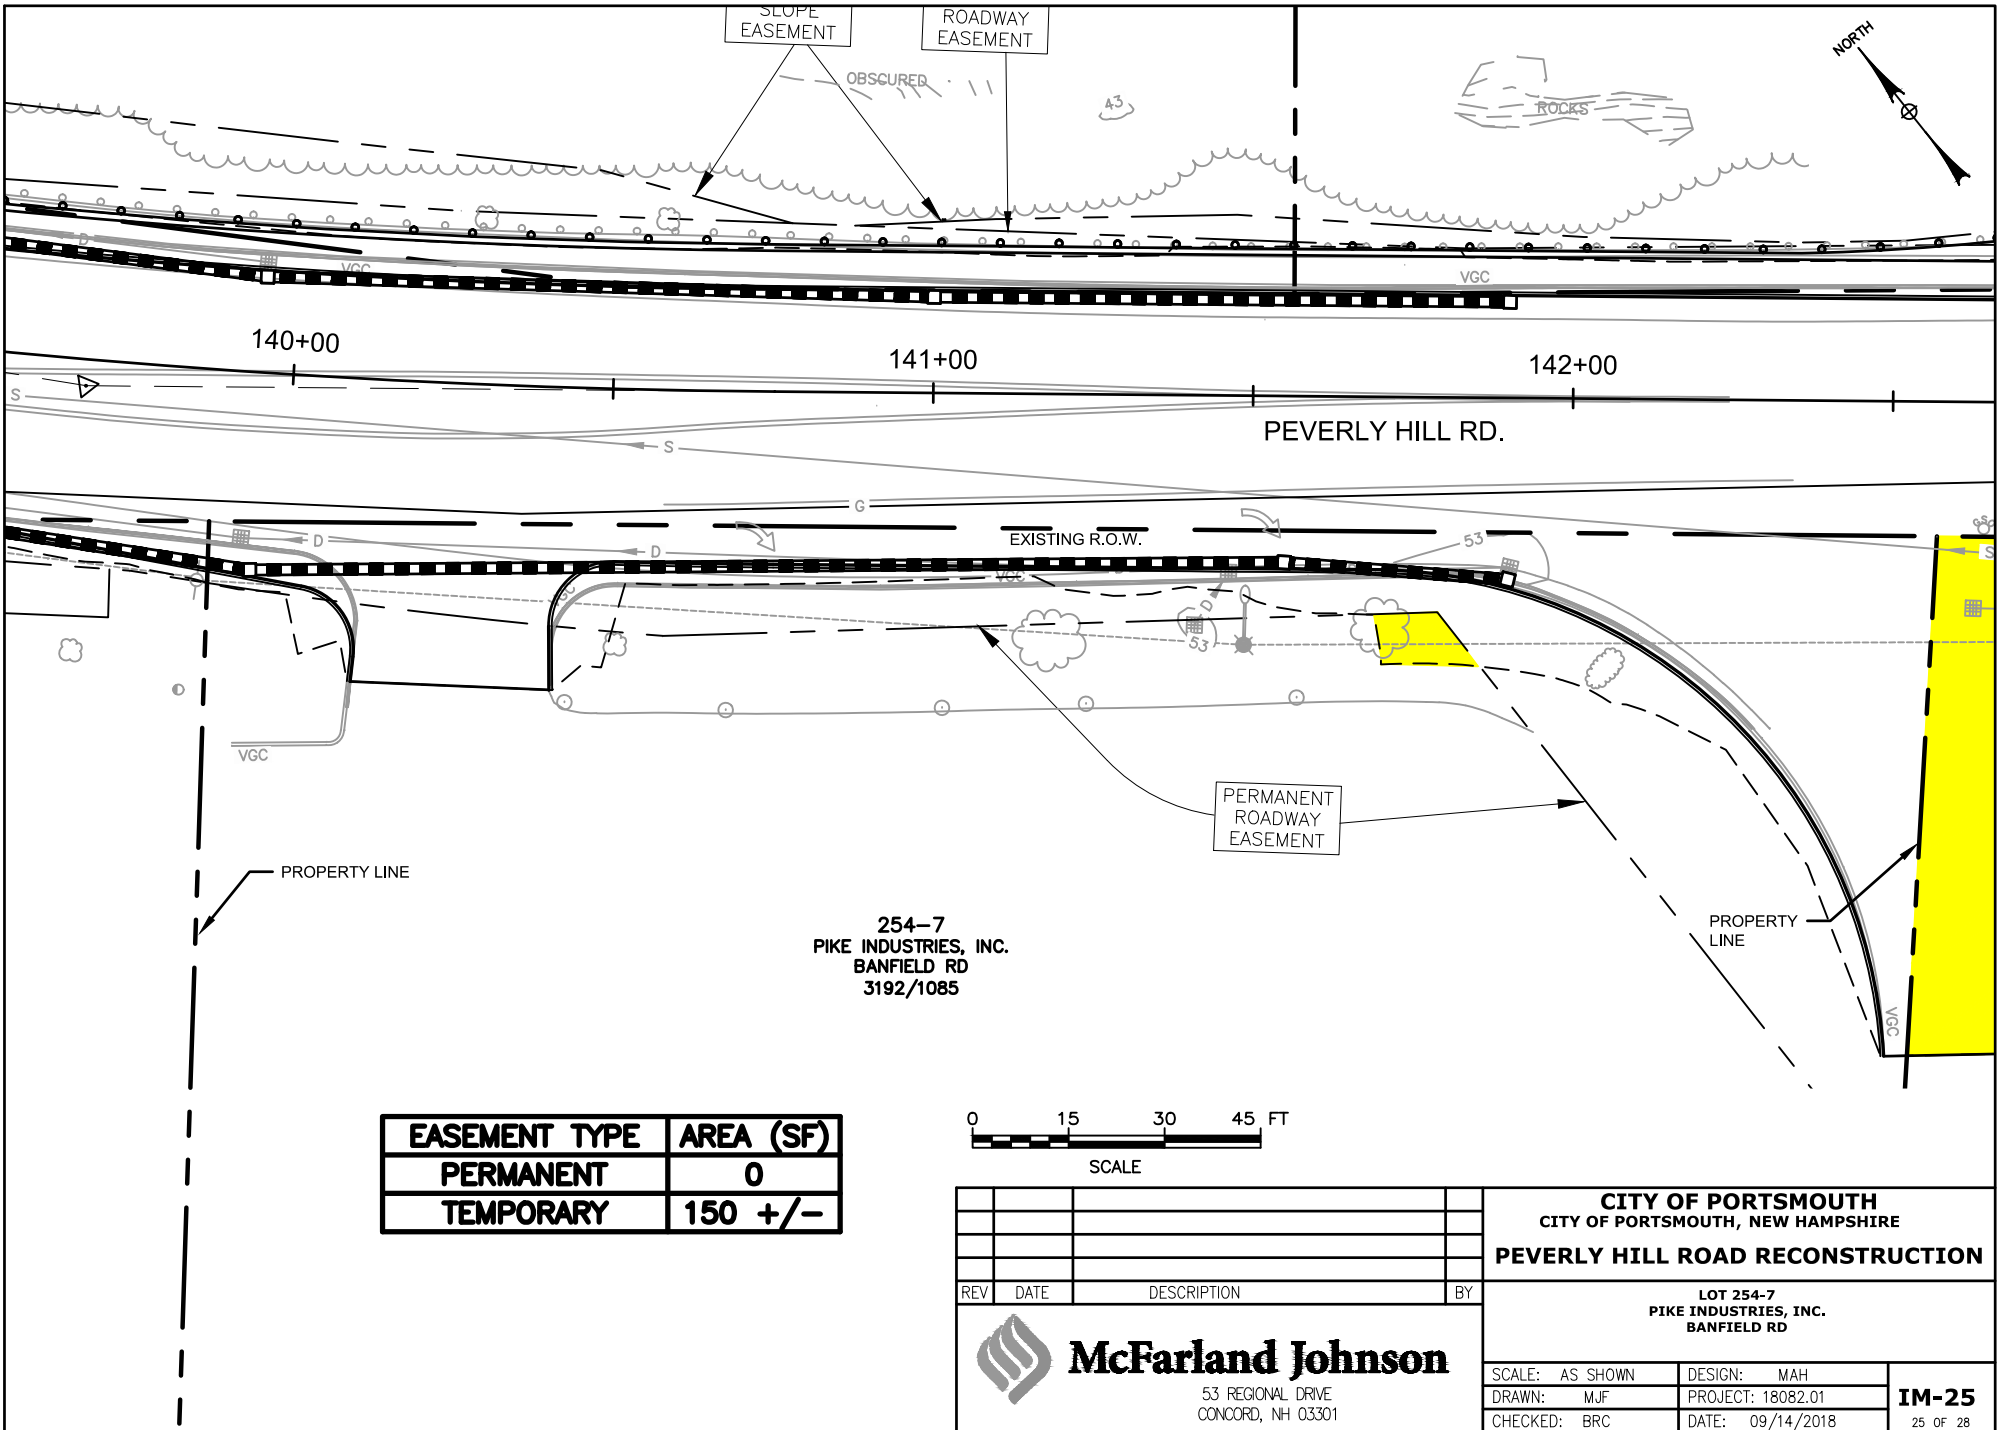 SLOPE
EASEMENT
ROADWAY
EASEMENT
NORTH
OBSCURED
43
ROCKS
D
VGC
VGC
140+00
141+00
142+00
S
S
PEVERLY HILL RD.
G
D
D
EXISTING R.O.W.
53
S
VGC
D
53
VGC
PERMANENT
ROADWAY
EASEMENT
PROPERTY LINE
PROPERTY
LINE
VGC
254-7
PIKE INDUSTRIES, INC.
BANFIELD RD
3192/1085
EASEMENT TYPE AREA (SF)
PERMANENT 0
TEMPORARY 150 +/-
0 15 30 45 FT
SCALE
REV DATE DESCRIPTION BY
McFarland Johnson
53 REGIONAL DRIVE
CONCORD, NH 03301
CITY OF PORTSMOUTH
CITY OF PORTSMOUTH, NEW HAMPSHIRE
PEVERLY HILL ROAD RECONSTRUCTION
LOT 254-7
PIKE INDUSTRIES, INC.
BANFIELD RD
SCALE: AS SHOWN DESIGN: MAH
DRAWN: MJF PROJECT: 18082.01
CHECKED: BRC DATE: 09/14/2018
IM-25
25 OF 28